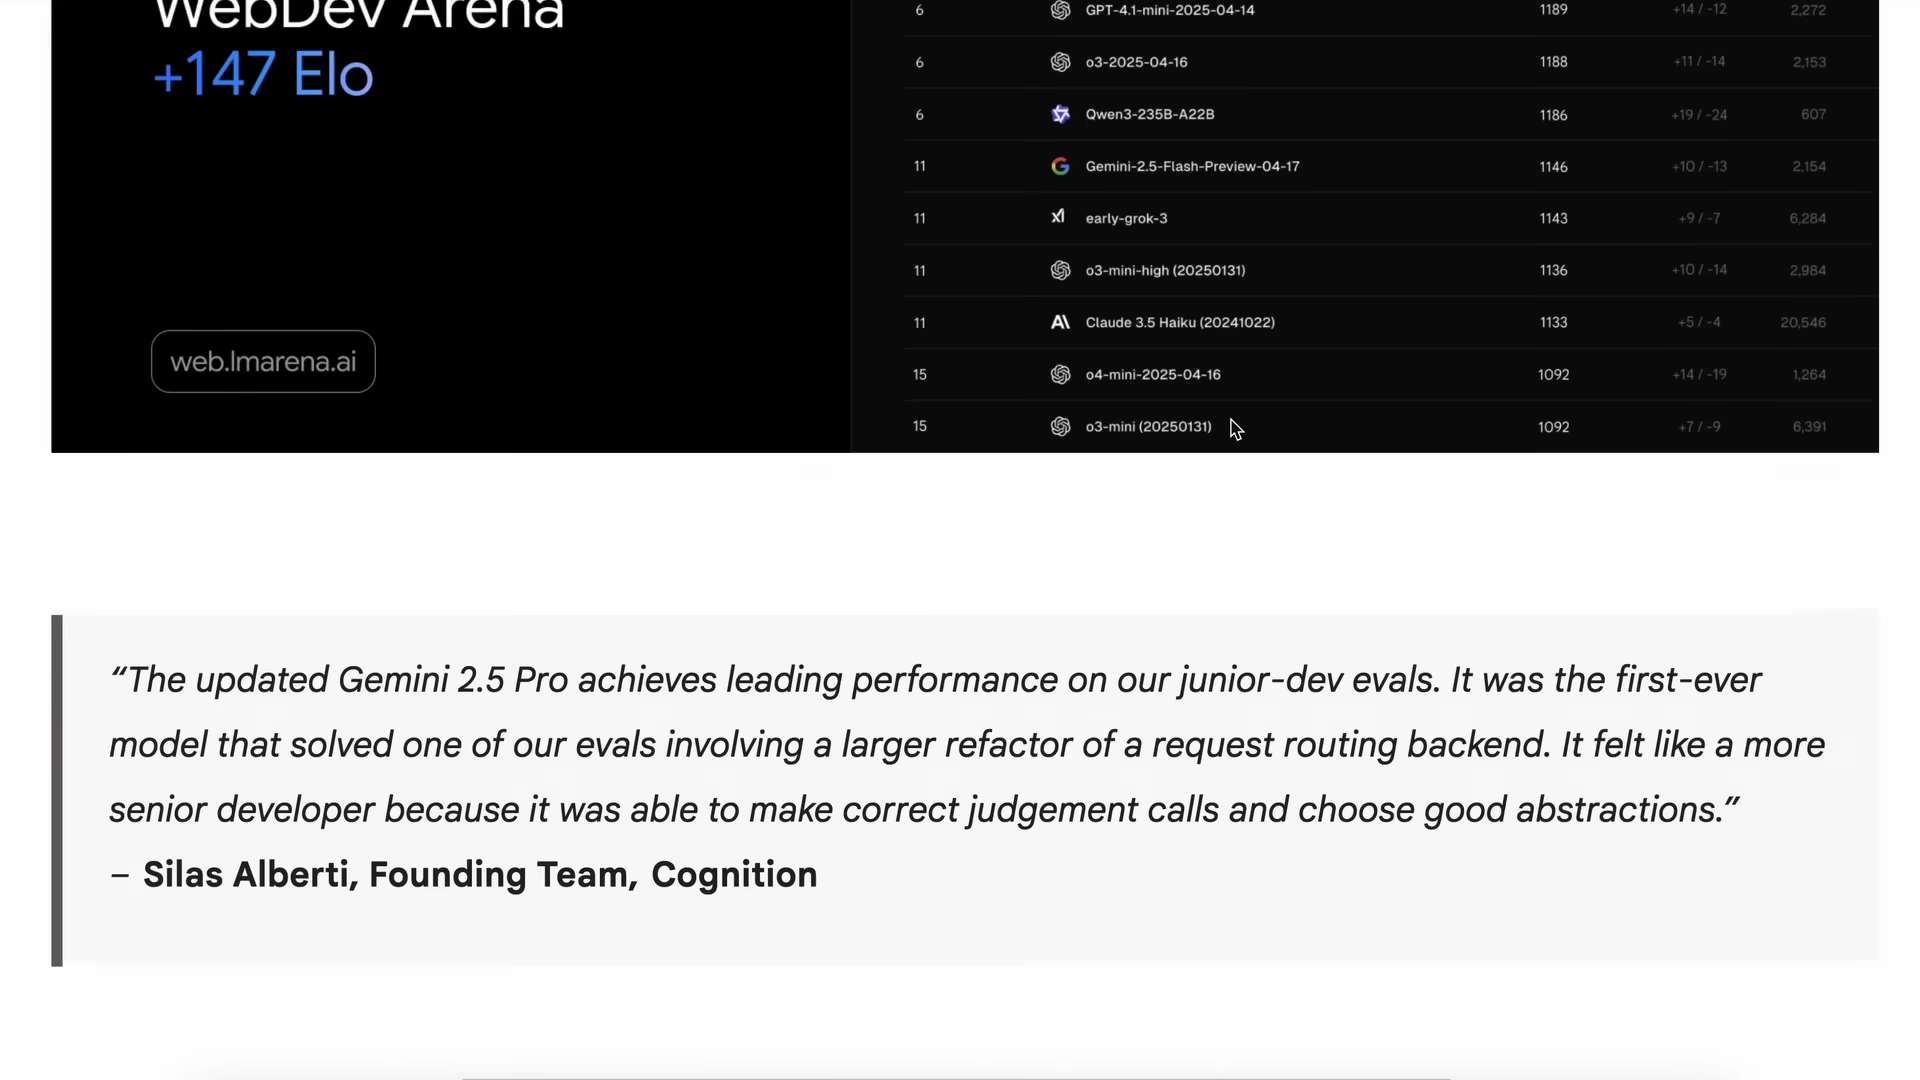 WebDev Arena
+147 Elo
web.lmarena.ai
6 GPT-4.1-mini-2025-04-14 1189 +14 / -12 2,272
6 o3-2025-04-16 1188 +11 / -14 2,153
6 Qwen3-235B-A22B 1186 +19 / -24 607
11 Gemini-2.5-Flash-Preview-04-17 1146 +10 / -13 2,154
11 early-grok-3 1143 +9 / -7 6,284
11 o3-mini-high (20250131) 1136 +10 / -14 2,984
11 Claude 3.5 Haiku (20241022) 1133 +5 / -4 20,546
15 o4-mini-2025-04-16 1092 +14 / -19 1,264
15 o3-mini (20250131) 1092 +7 / -9 6,391
“The updated Gemini 2.5 Pro achieves leading performance on our junior-dev evals. It was the first-ever
model that solved one of our evals involving a larger refactor of a request routing backend. It felt like a more
senior developer because it was able to make correct judgement calls and choose good abstractions.”
– Silas Alberti, Founding Team, Cognition